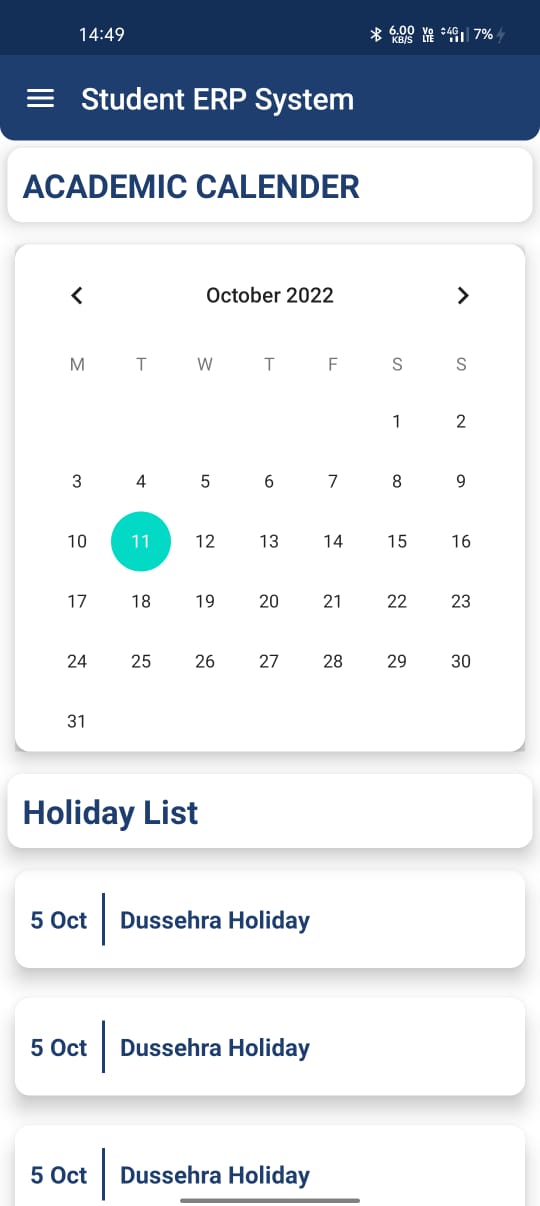 14:49 6.00 KB/S Vo LTE 4G 7%
Student ERP System
ACADEMIC CALENDER
October 2022
M T W T F S S
1 2
3 4 5 6 7 8 9
10 11 12 13 14 15 16
17 18 19 20 21 22 23
24 25 26 27 28 29 30
31
Holiday List
5 Oct Dussehra Holiday
5 Oct Dussehra Holiday
5 Oct Dussehra Holiday